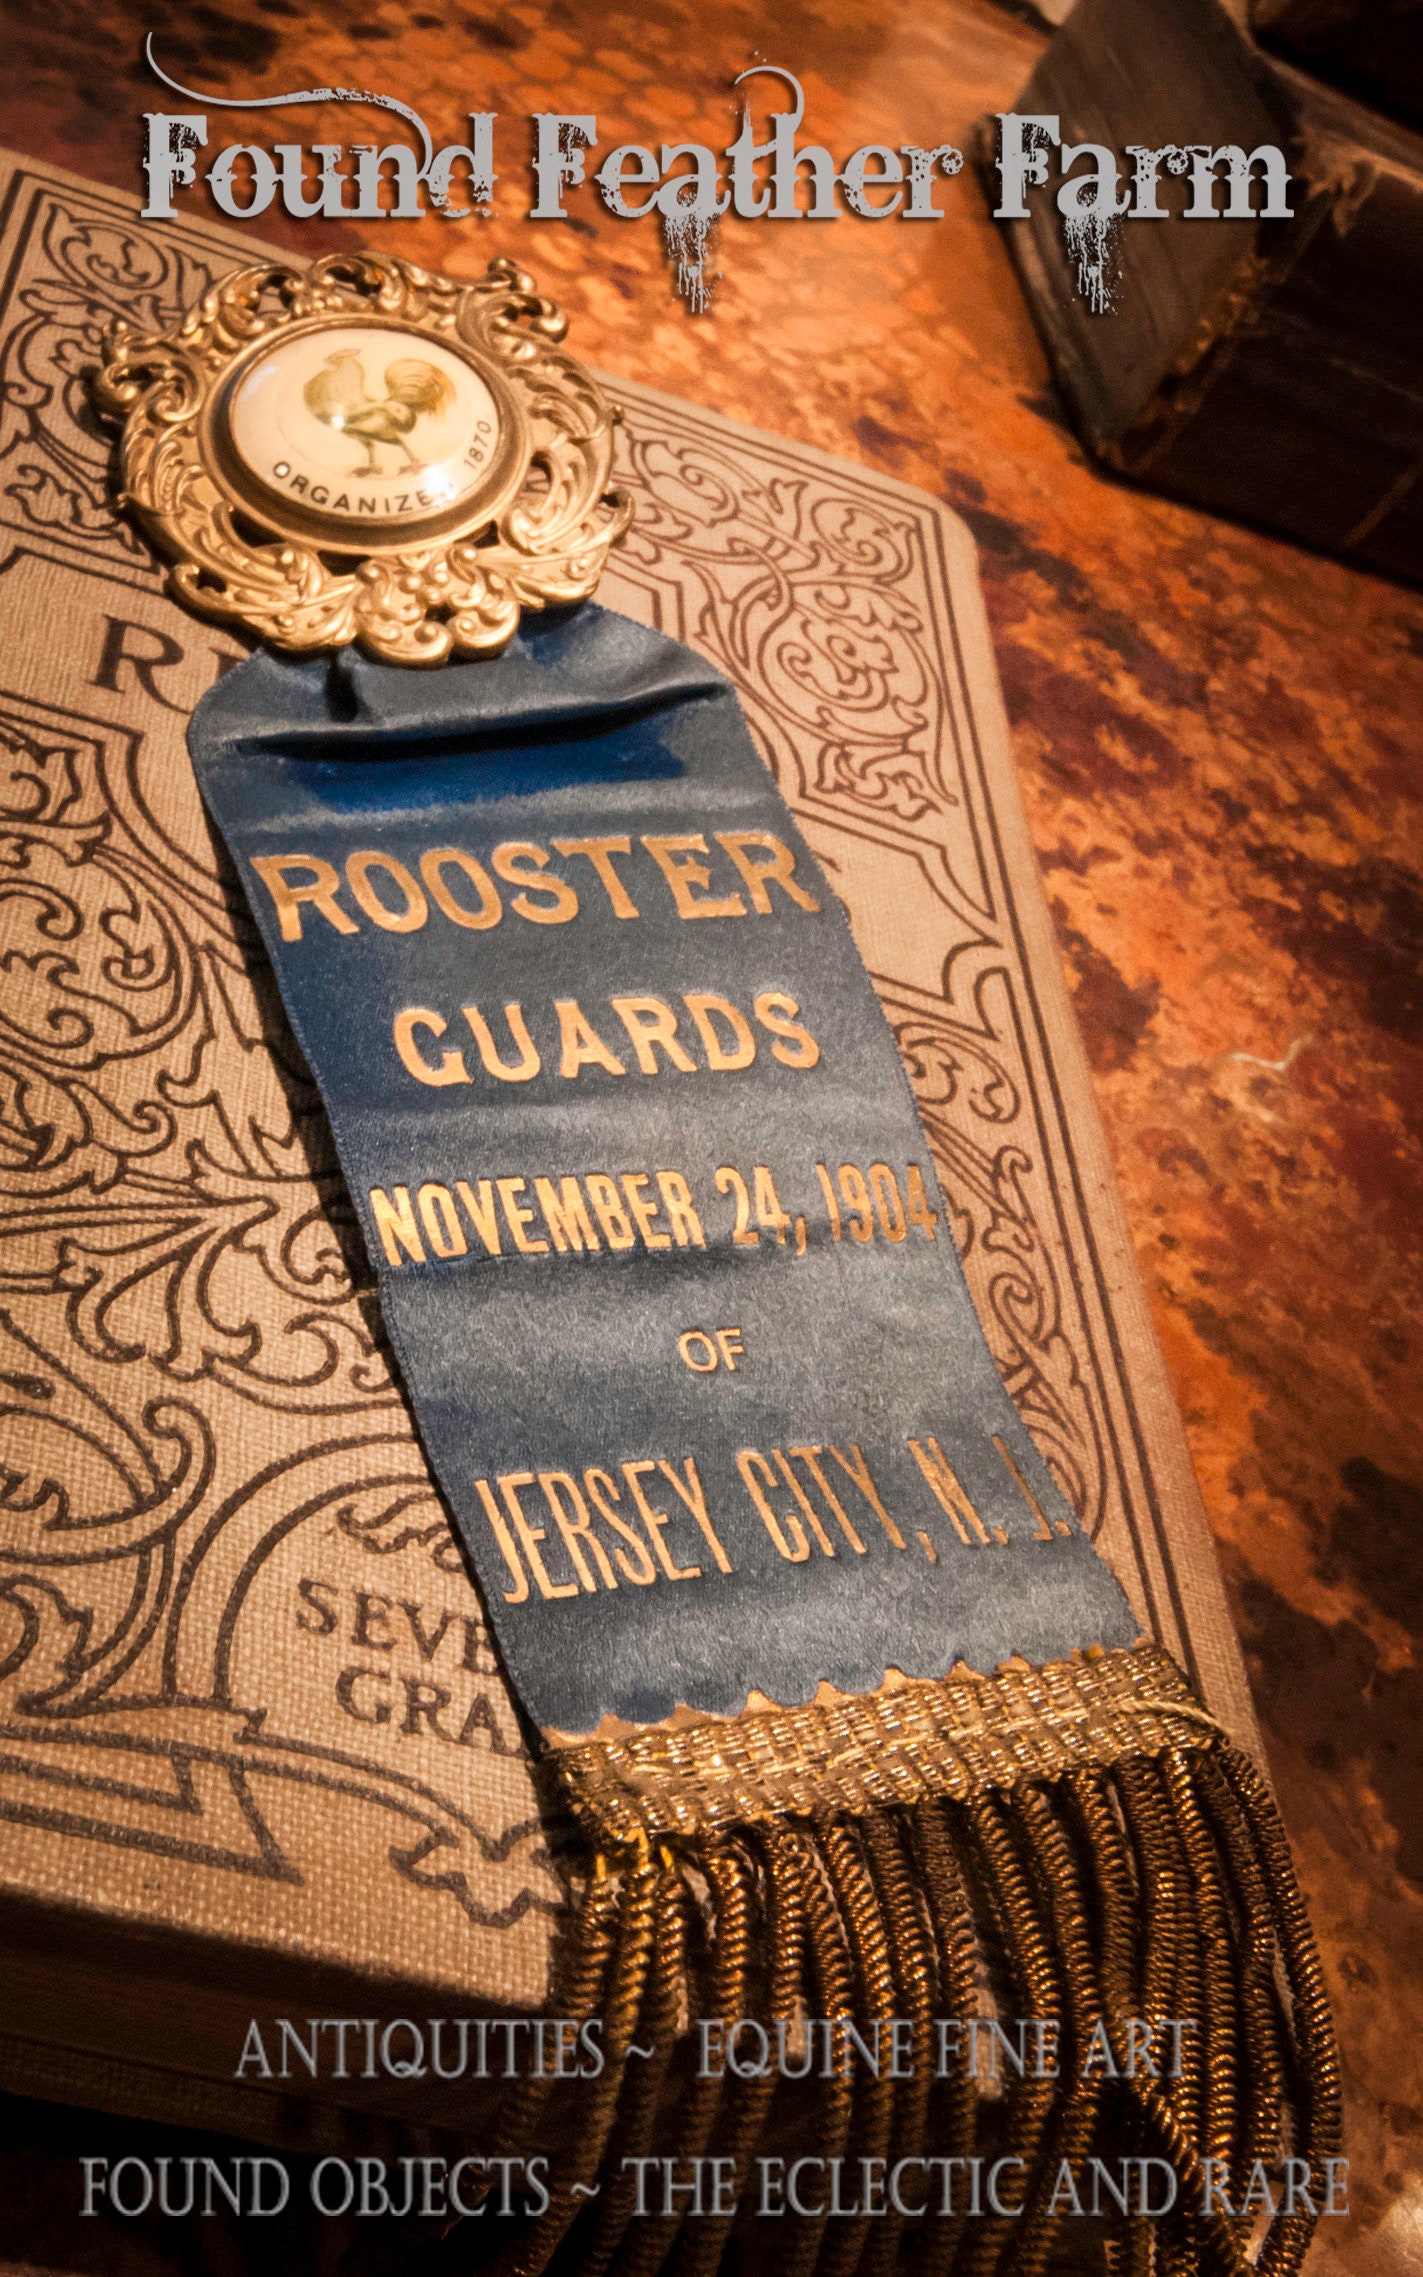 Found Feather Farm
ORGANIZED 1870
ROOSTER
GUARDS
NOVEMBER 24, 1904
OF
JERSEY CITY, N. J.
GRA
ANTIQUITIES ~ EQUINE FINE ART
FOUND OBJECTS ~ THE ECLECTIC AND RARE